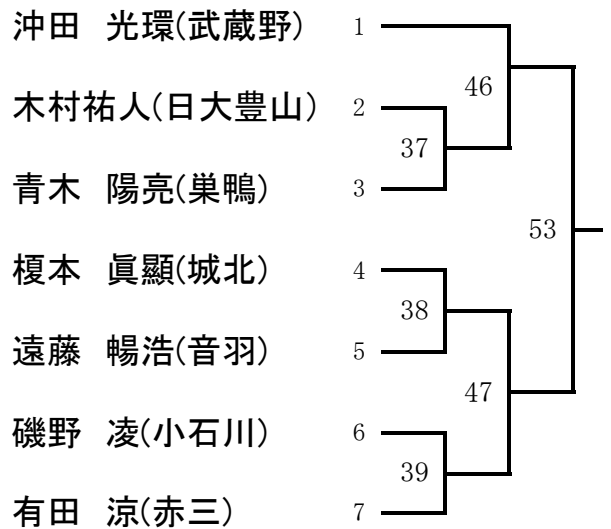 沖田　光環(武蔵野) 1
46
木村祐人(日大豊山) 2
37
青木　陽亮(巣鴨) 3
53
榎本　眞顯(城北) 4
38
遠藤　暢浩(音羽) 5
47
磯野　凌(小石川) 6
39
有田　涼(赤三) 7